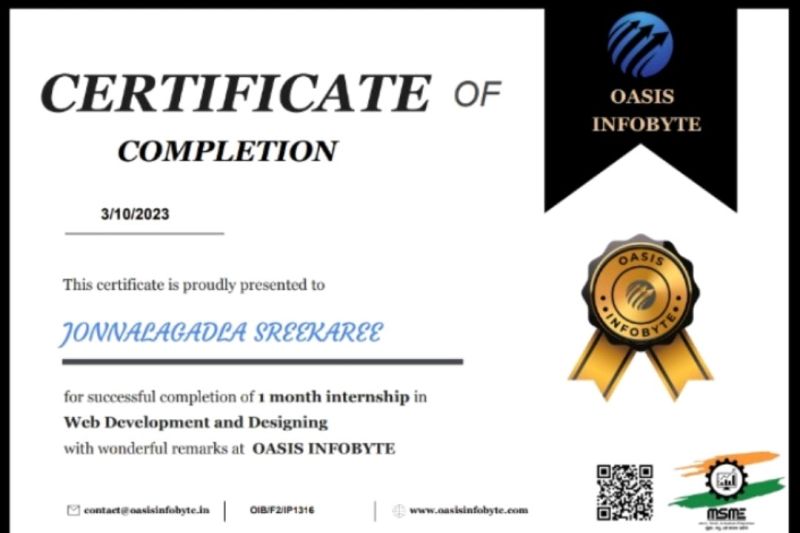 CERTIFICATE OF
COMPLETION
OASIS
INFOBYTE
3/10/2023
OASIS
INFOBYTE
This certificate is proudly presented to
JONNALAGADLA SREEKAREE
for successful completion of 1 month internship in
Web Development and Designing
with wonderful remarks at OASIS INFOBYTE
contact@oasisinfobyte.in
OIB/F2/IP1316
www.oasisinfobyte.com
MSME